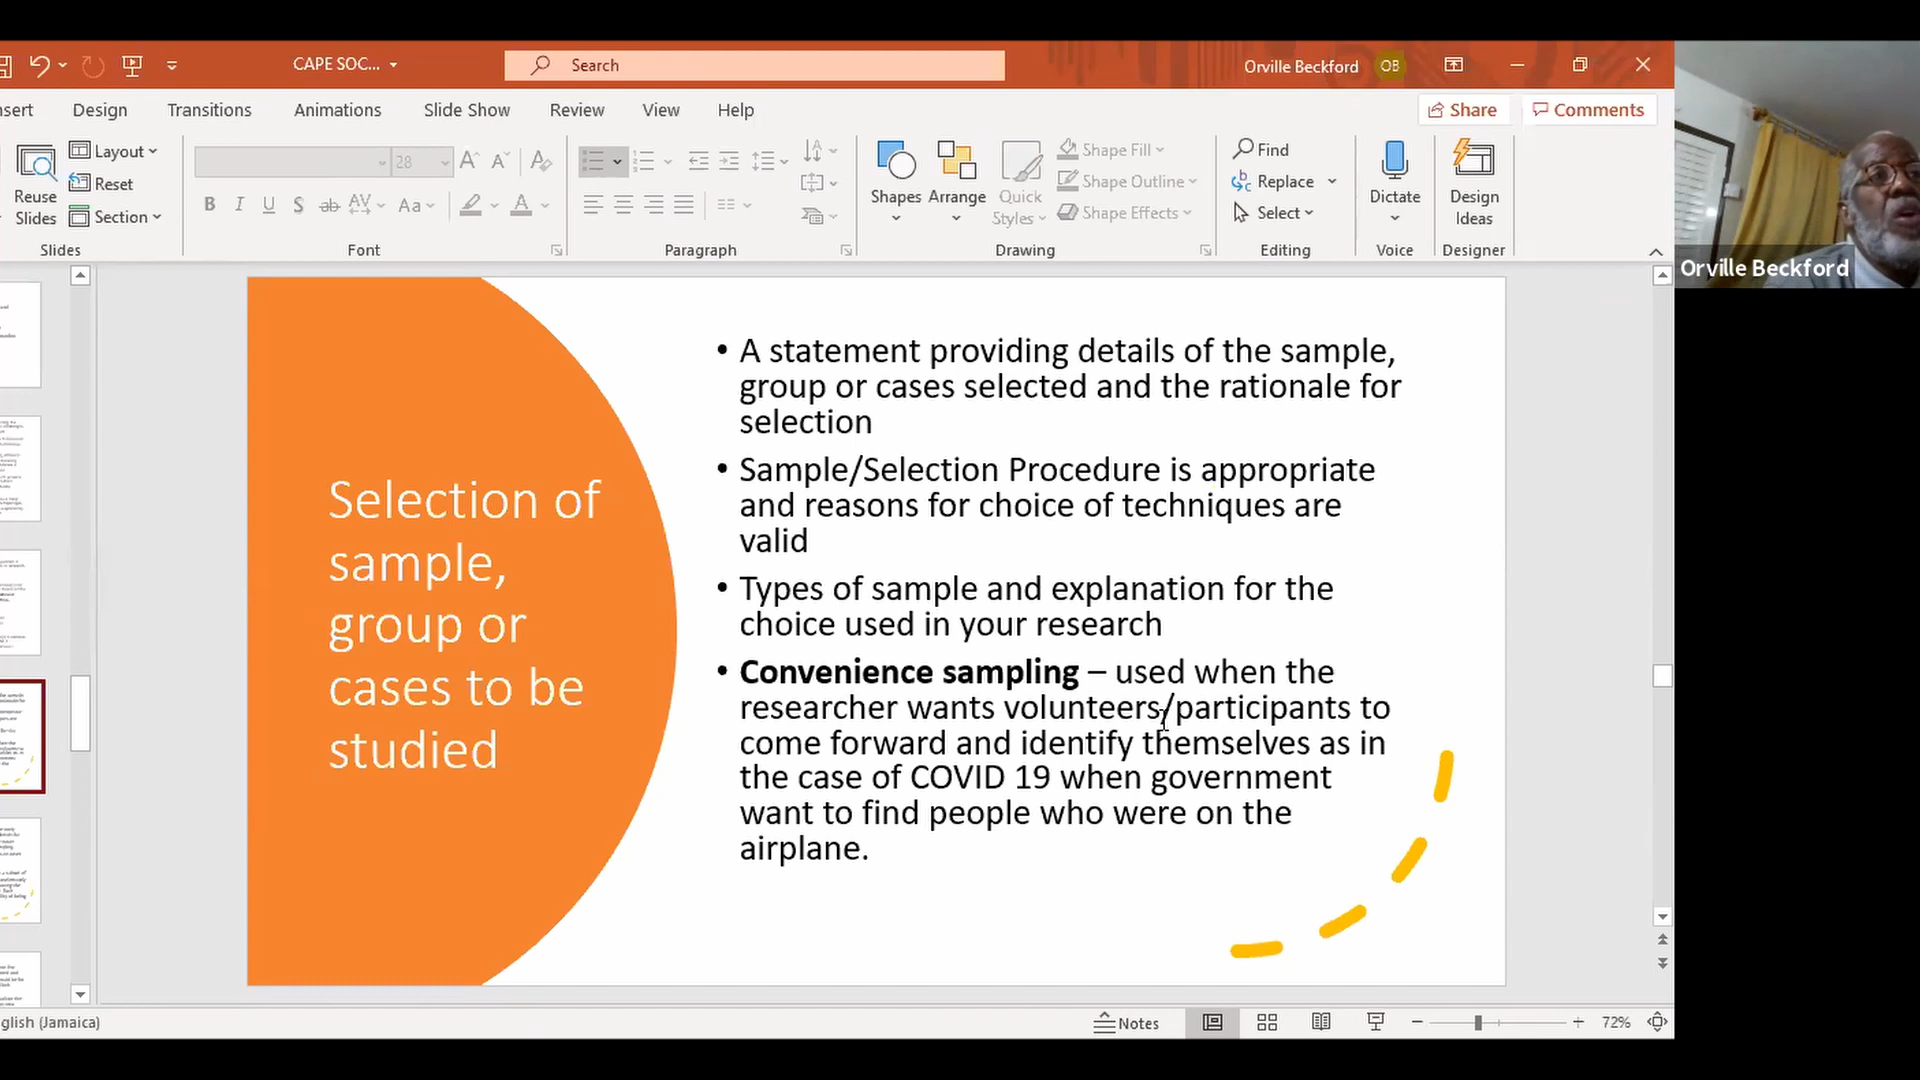 CAPE SOC...
Search
Orville Beckford
OB
nsert
Design
Transitions
Animations
Slide Show
Review
View
Help
Share
Comments
Reuse
Slides
Layout
Reset
Section
Slides
28
B I U S ab AV Aa A
Font
Paragraph
Shapes
Arrange
Quick
Styles
Shape Fill
Shape Outline
Shape Effects
Drawing
Find
Replace
Select
Editing
Dictate
Voice
Design
Ideas
Designer
Orville Beckford
Selection of
sample,
group or
cases to be
studied
• A statement providing details of the sample,
group or cases selected and the rationale for
selection
• Sample/Selection Procedure is appropriate
and reasons for choice of techniques are
valid
• Types of sample and explanation for the
choice used in your research
• Convenience sampling – used when the
researcher wants volunteers/participants to
come forward and identify themselves as in
the case of COVID 19 when government
want to find people who were on the
airplane.
glish (Jamaica)
Notes
72%